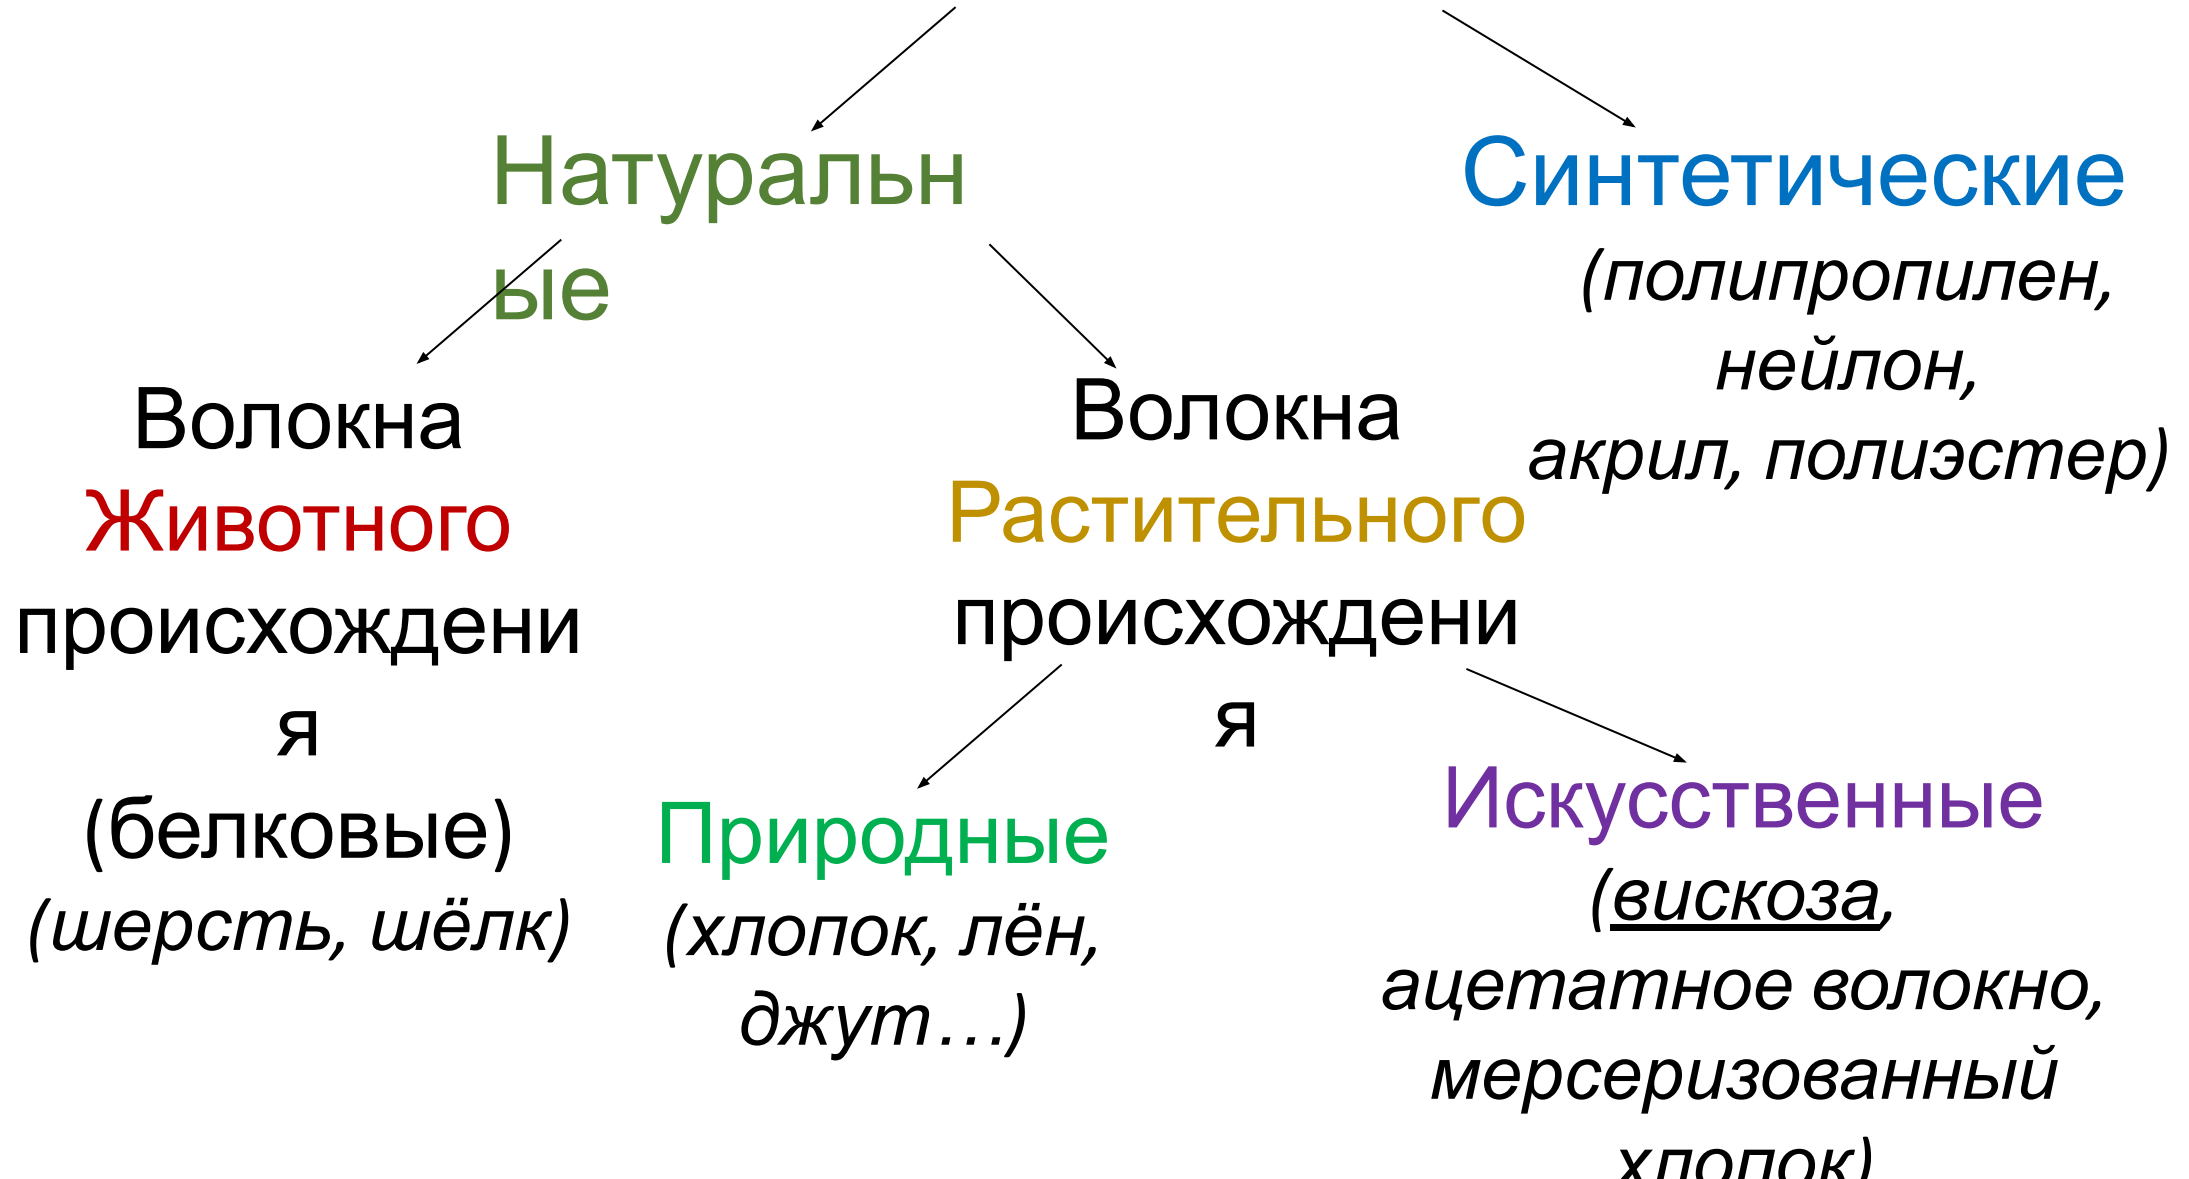 Натуральн
ые
Синтетические
(полипропилен,
нейлон,
акрил, полиэстер)
Волокна
Животного
происхождени
я
(белковые)
(шерсть, шёлк)
Волокна
Растительного
происхождени
я
Природные
(хлопок, лён,
джут…)
Искусственные
(вискоза,
ацетатное волокно,
мерсеризованный
хлопок)